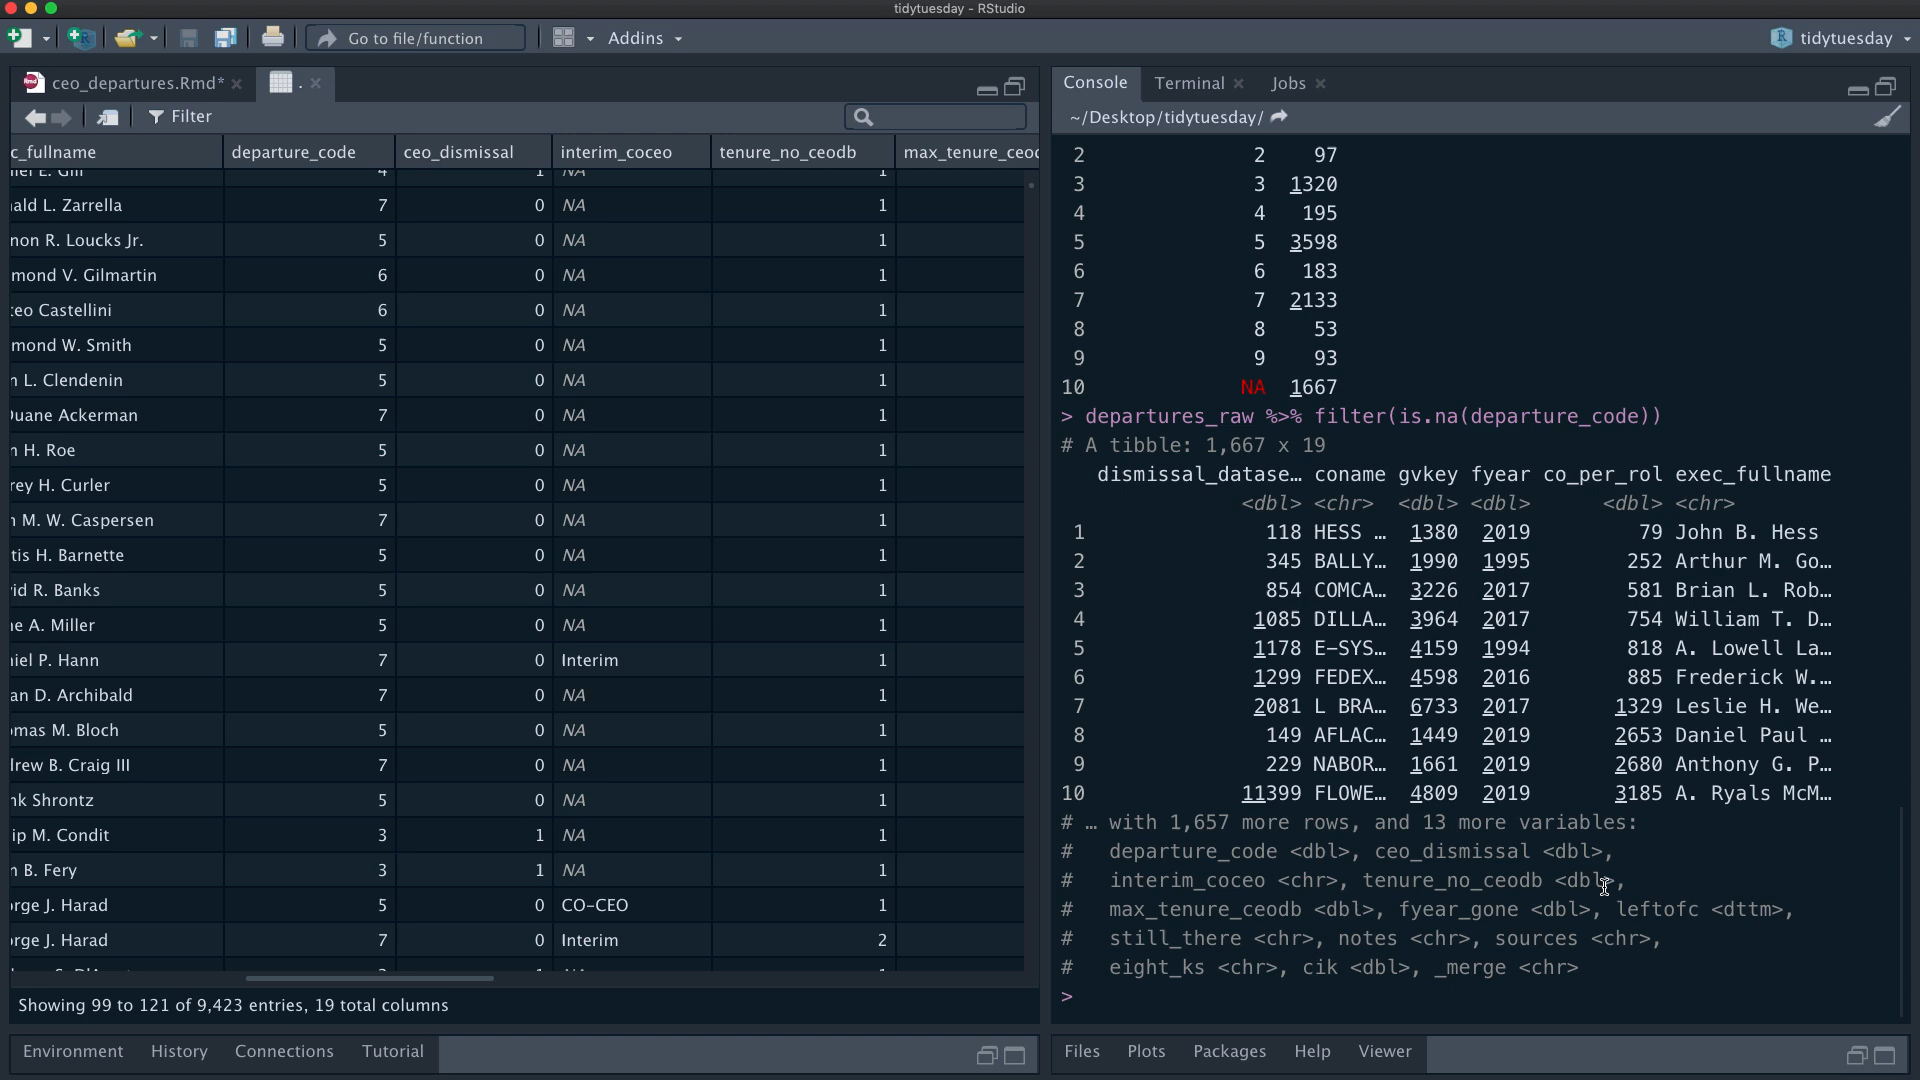 tidytuesday - RStudio
Go to file/function
Addins
tidytuesday
ceo_departures.Rmd*
.
Filter
c_fullname departure_code ceo_dismissal interim_coceo tenure_no_ceodb max_tenure_ceoc
niel E. Gill 4 1 NA 1
ald L. Zarrella 7 0 NA 1
non R. Loucks Jr. 5 0 NA 1
mond V. Gilmartin 6 0 NA 1
eo Castellini 6 0 NA 1
mond W. Smith 5 0 NA 1
n L. Clendenin 5 0 NA 1
Duane Ackerman 7 0 NA 1
n H. Roe 5 0 NA 1
rey H. Curler 5 0 NA 1
n M. W. Caspersen 7 0 NA 1
tis H. Barnette 5 0 NA 1
id R. Banks 5 0 NA 1
ne A. Miller 5 0 NA 1
niel P. Hann 7 0 Interim 1
an D. Archibald 7 0 NA 1
omas M. Bloch 5 0 NA 1
lrew B. Craig III 7 0 NA 1
nk Shrontz 5 0 NA 1
ip M. Condit 3 1 NA 1
n B. Fery 3 1 NA 1
orge J. Harad 5 0 CO-CEO 1
orge J. Harad 7 0 Interim 2
Showing 99 to 121 of 9,423 entries, 19 total columns
Environment History Connections Tutorial
Console Terminal Jobs
~/Desktop/tidytuesday/
2 2 97
3 3 1320
4 4 195
5 5 3598
6 6 183
7 7 2133
8 8 53
9 9 93
10 NA 1667
> departures_raw %>% filter(is.na(departure_code))
# A tibble: 1,667 x 19
dismissal_datase… coname gvkey fyear co_per_rol exec_fullname
<dbl> <chr> <dbl> <dbl> <dbl> <chr>
1 118 HESS … 1380 2019 79 John B. Hess
2 345 BALLY… 1990 1995 252 Arthur M. Go…
3 854 COMCA… 3226 2017 581 Brian L. Rob…
4 1085 DILLA… 3964 2017 754 William T. D…
5 1178 E-SYS… 4159 1994 818 A. Lowell La…
6 1299 FEDEX… 4598 2016 885 Frederick W.…
7 2081 L BRA… 6733 2017 1329 Leslie H. We…
8 149 AFLAC… 1449 2019 2653 Daniel Paul …
9 229 NABOR… 1661 2019 2680 Anthony G. P…
10 11399 FLOWE… 4809 2019 3185 A. Ryals McM…
# … with 1,657 more rows, and 13 more variables:
# departure_code <dbl>, ceo_dismissal <dbl>,
# interim_coceo <chr>, tenure_no_ceodb <dbl>,
# max_tenure_ceodb <dbl>, fyear_gone <dbl>, leftofc <dttm>,
# still_there <chr>, notes <chr>, sources <chr>,
# eight_ks <chr>, cik <dbl>, _merge <chr>
>
Files Plots Packages Help Viewer